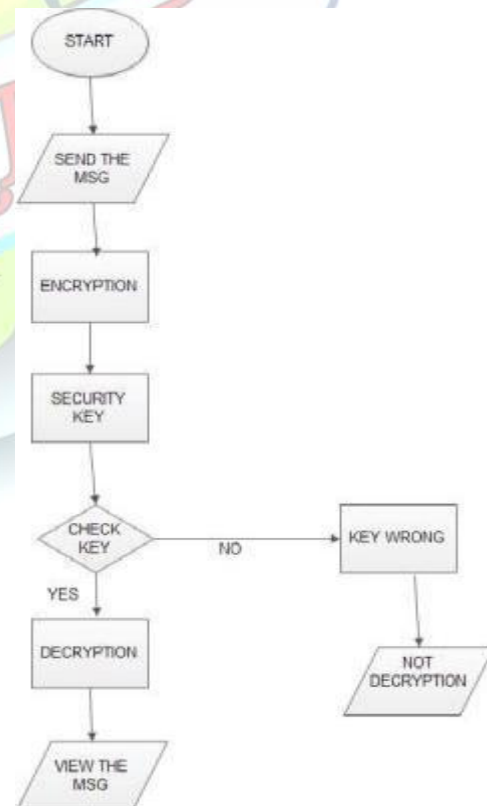 START
SEND THE
MSG
ENCRYPTION
SECURITY
KEY
CHECK
KEY
NO
KEY WRONG
YES
DECRYPTION
NOT
DECRYPTION
VIEW THE
MSG